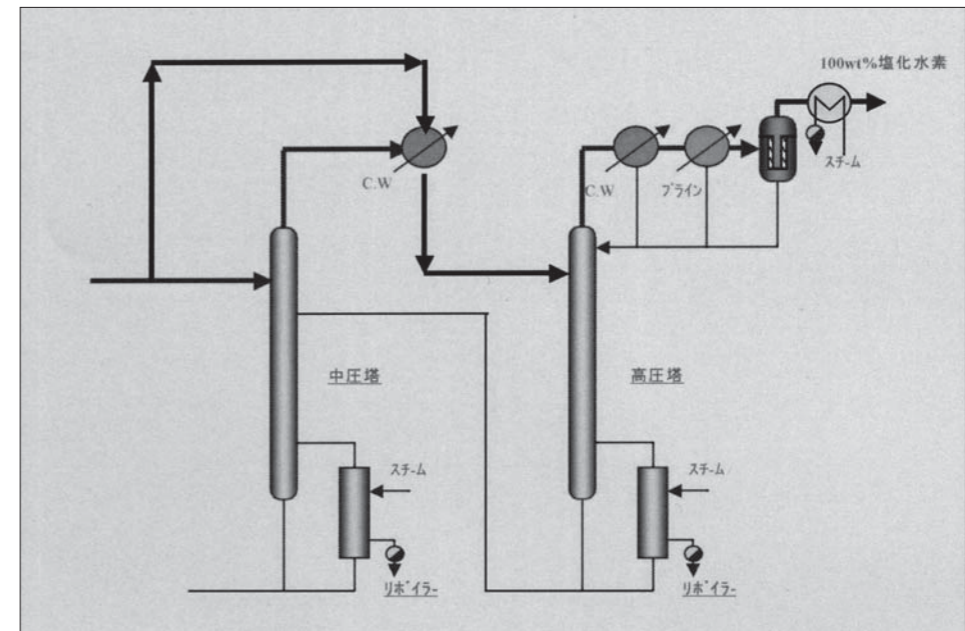 100wt%塩化水素
スチーム
C.W
C.W
ブライン
中圧塔
高圧塔
スチーム
スチーム
リボイラー
リボイラー